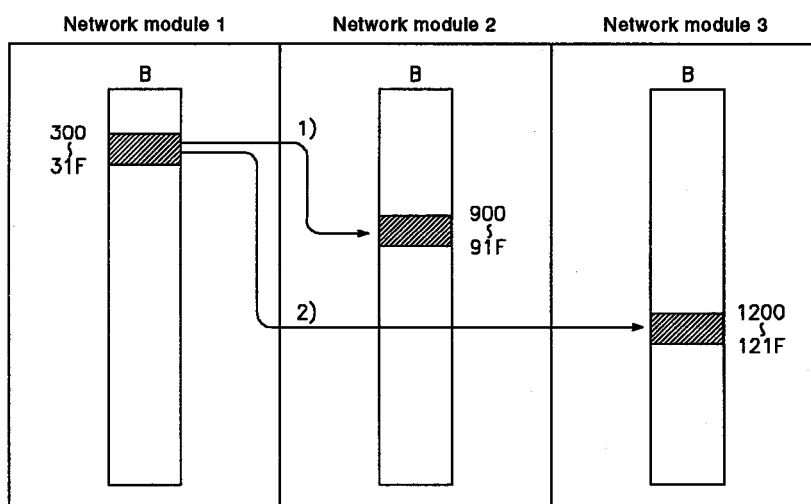 Network module 1
Network module 2
Network module 3
B
B
B
300
~
31F
1)
900
~
91F
2)
1200
~
121F